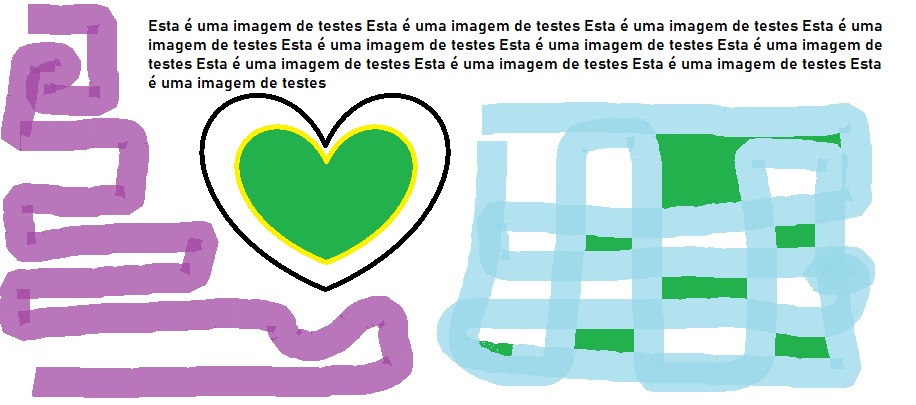 Esta é uma imagem de testes Esta é uma imagem de testes Esta é uma imagem de testes Esta é uma
imagem de testes Esta é uma imagem de testes Esta é uma imagem de testes Esta é uma imagem de
testes Esta é uma imagem de testes Esta é uma imagem de testes Esta é uma imagem de testes Esta
é uma imagem de testes